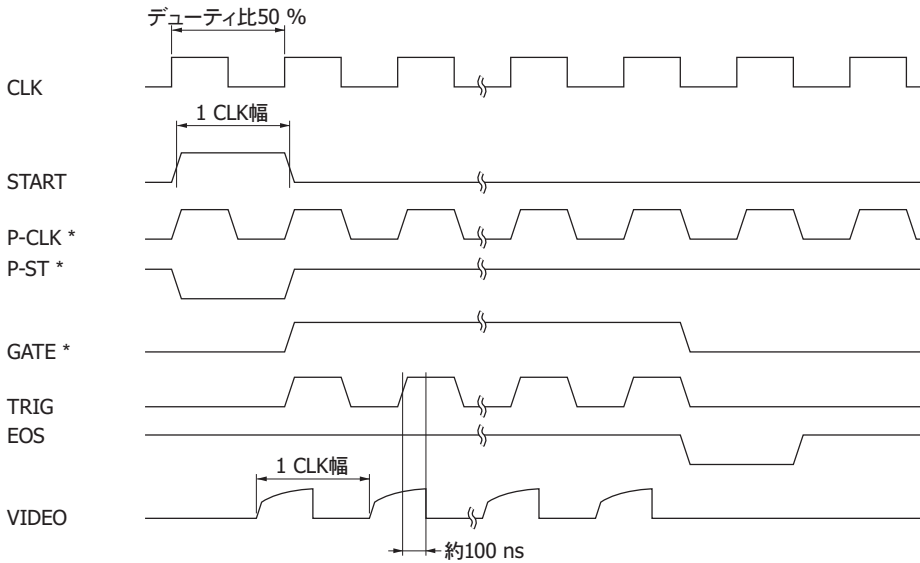 デューティ比50 %
CLK
1 CLK幅
START
P-CLK *
P-ST *
GATE *
TRIG
EOS
1 CLK幅
VIDEO
約100 ns